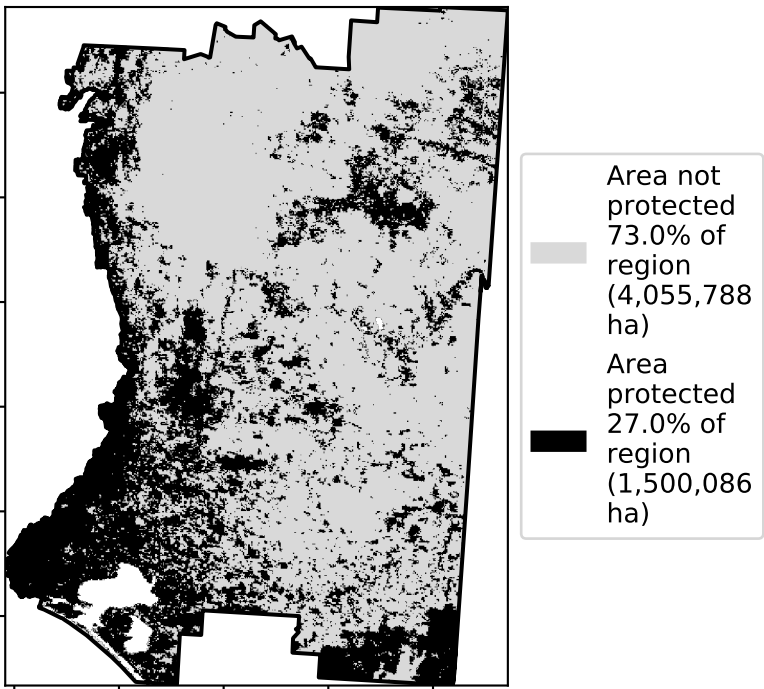 Area not
protected
73.0% of
region
(4,055,788
ha)
Area
protected
27.0% of
region
(1,500,086
ha)